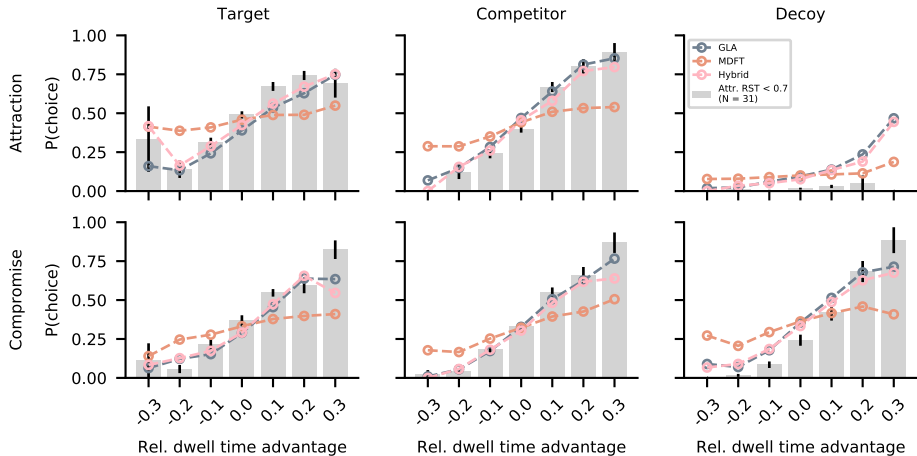 Target
Competitor
Decoy
Attraction
P(choice)
1.00
0.75
0.50
0.25
0.00
GLA
MDFT
Hybrid
Attr. RST < 0.7
(N = 31)
Compromise
P(choice)
1.00
0.75
0.50
0.25
0.00
-0.3 -0.2 -0.1 0.0 0.1 0.2 0.3
-0.3 -0.2 -0.1 0.0 0.1 0.2 0.3
-0.3 -0.2 -0.1 0.0 0.1 0.2 0.3
Rel. dwell time advantage
Rel. dwell time advantage
Rel. dwell time advantage